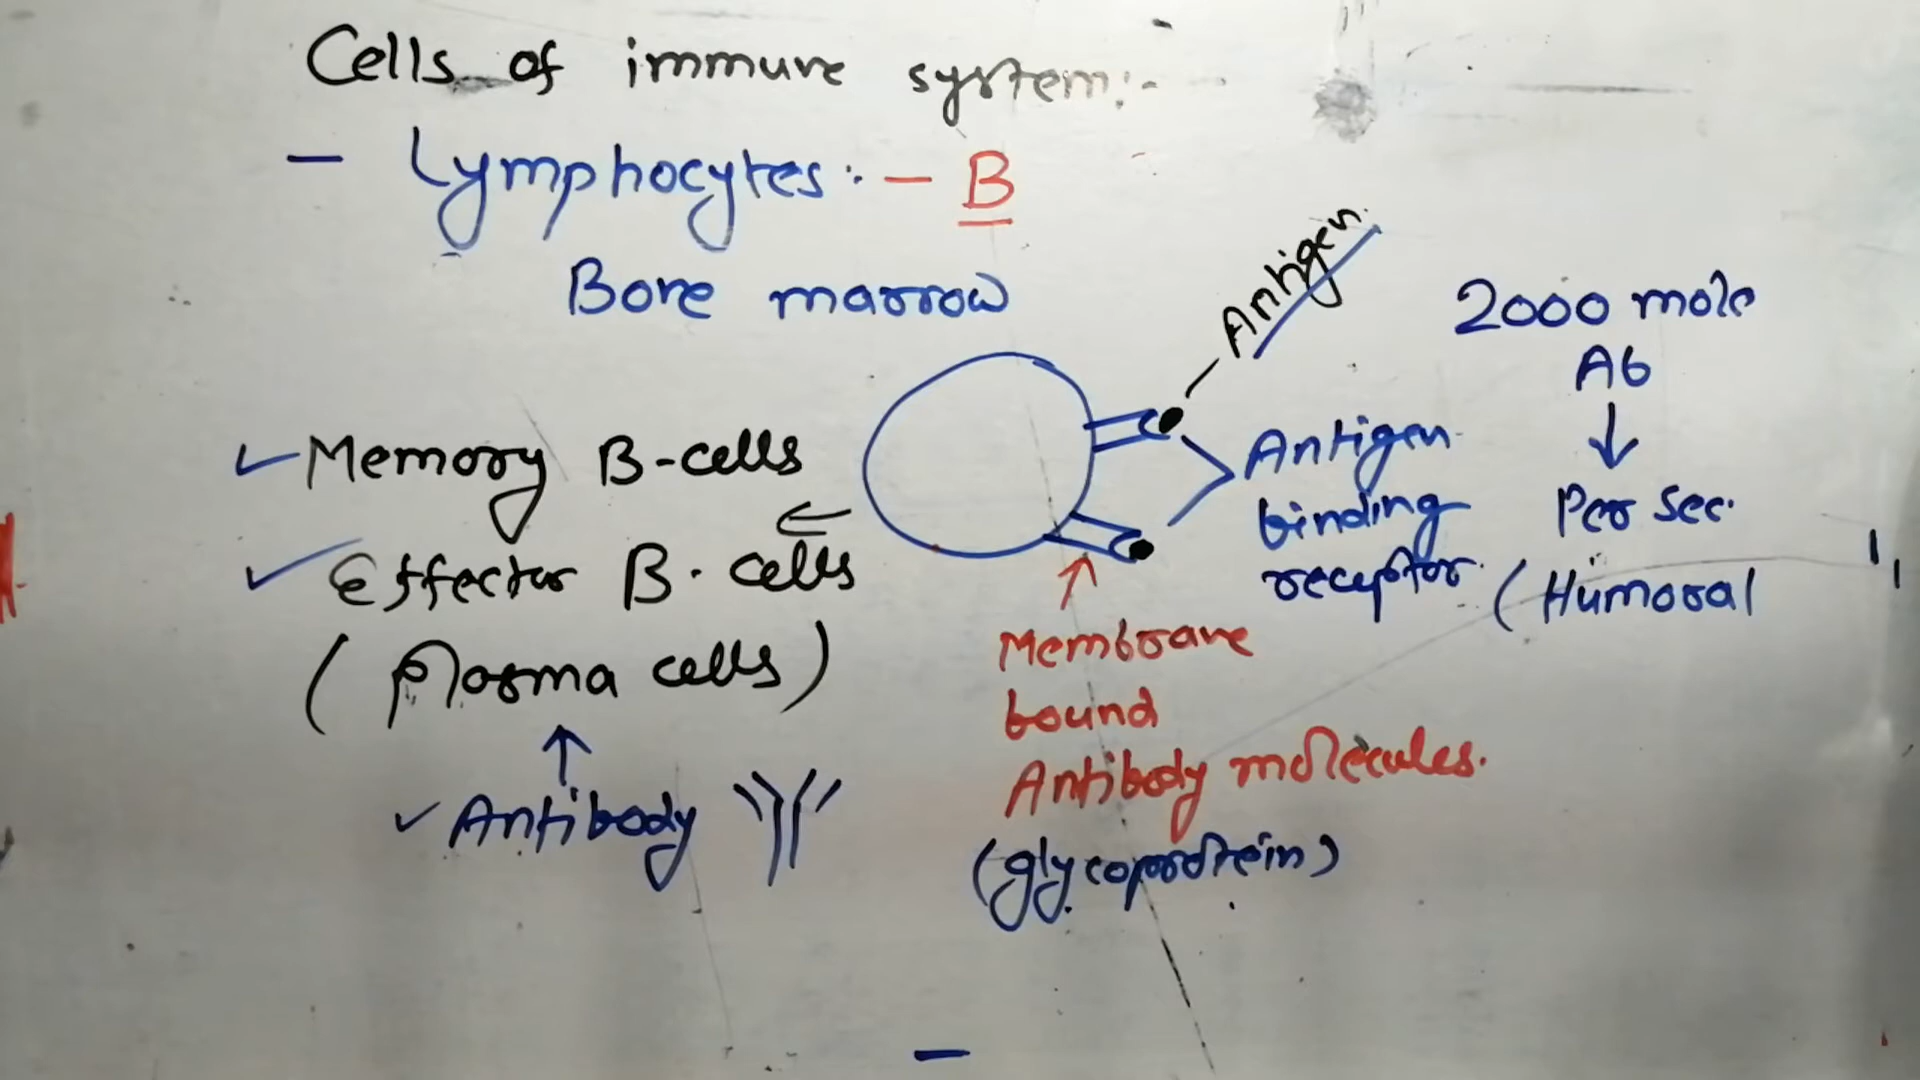 Cells of immune system:-
- Lymphocytes:- B
Bone marrow
Antigen
Memory B-cells
Effector B-cells
(Plasma cells)
Antibody
Antigen
binding
receptor
Membrane
bound
Antibody molecules.
(glycoprotein)
2000 mole
Ab
Per sec.
(Humoral